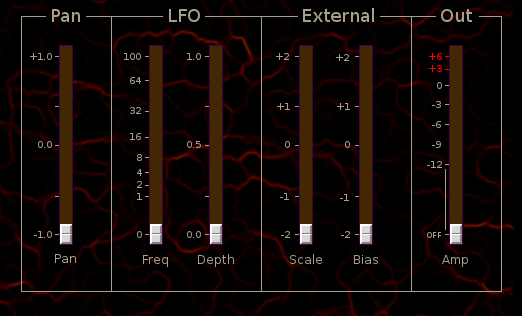 Pan LFO External Out
+1.0 100 1.0 +2 +2 +6
64 +3
0
32 +1 +1 -3
16 -6
0.0 0.5 0 0 -9
8 -12
4
2
1 -1 -1
-1.0 0 0.0 -2 -2 OFF
Pan Freq Depth Scale Bias Amp